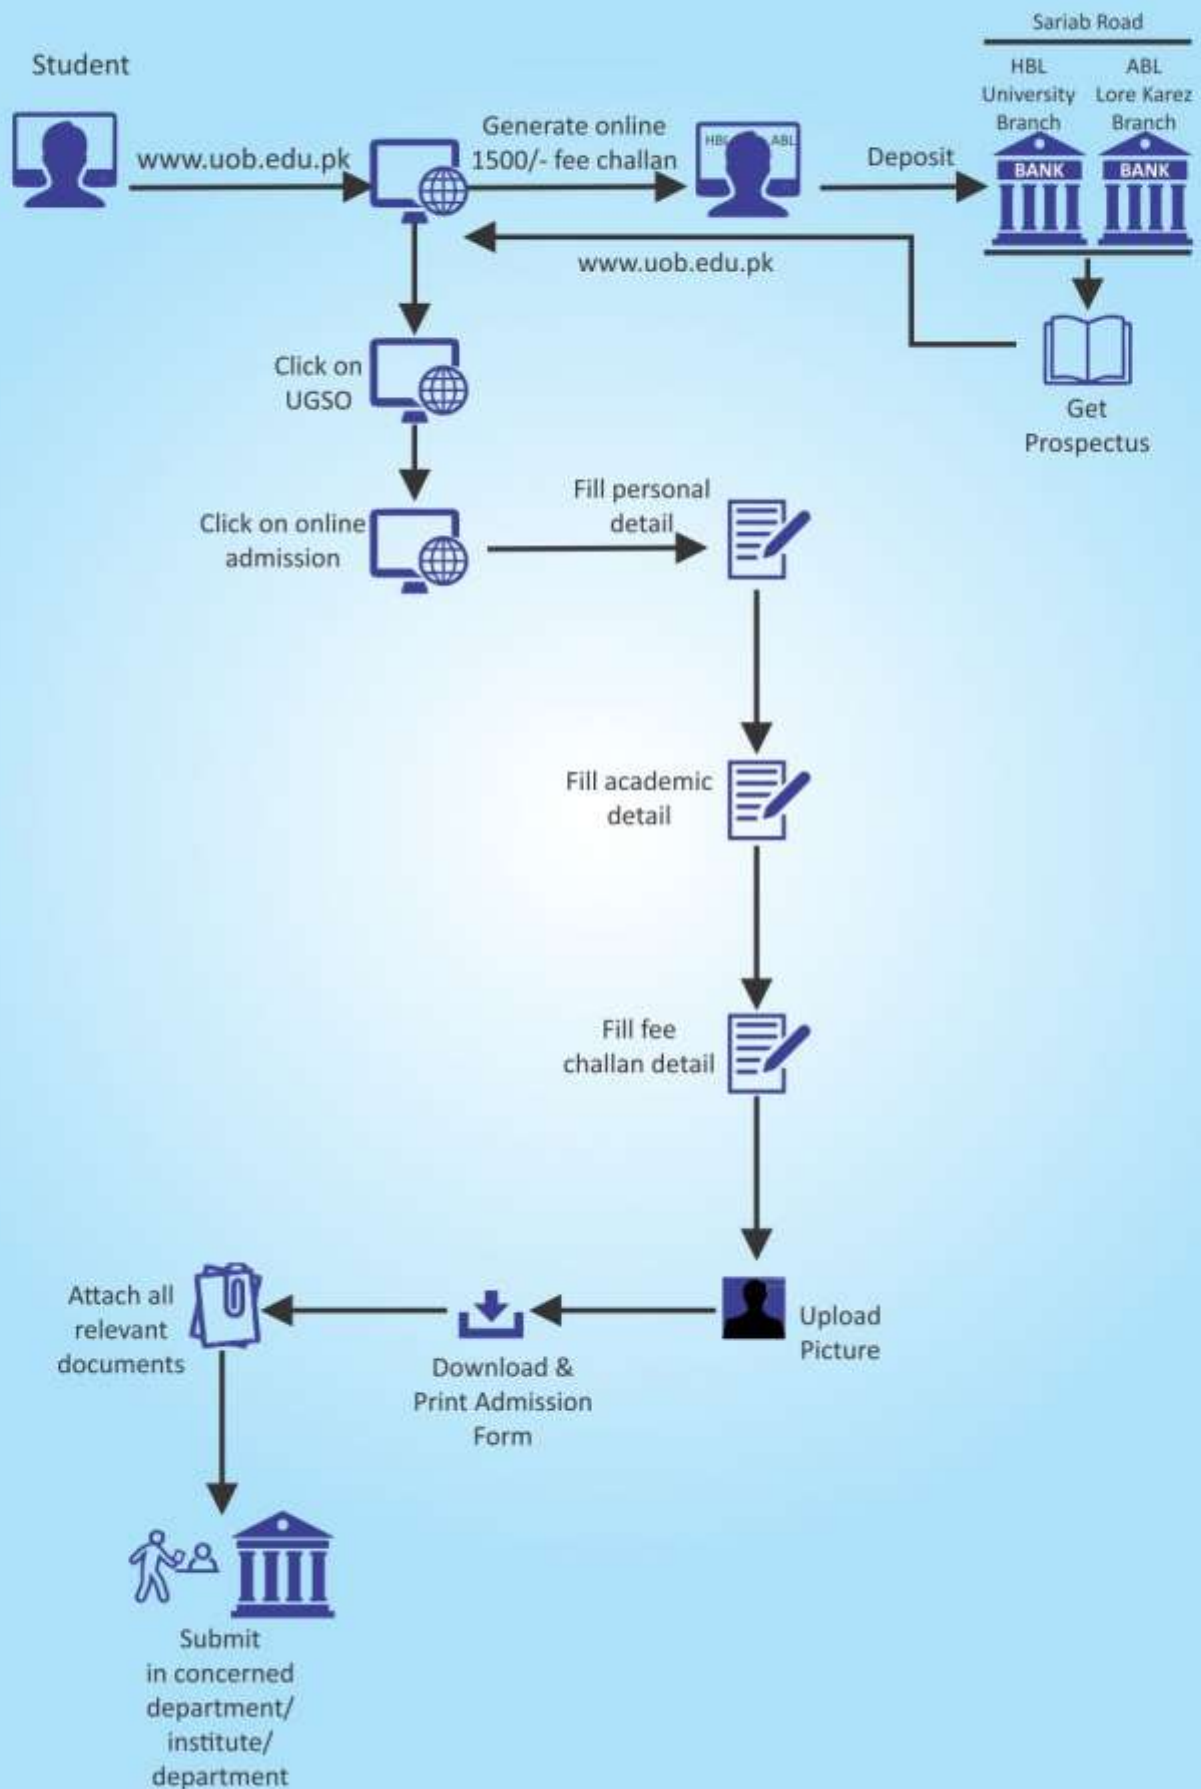 Student
www.uob.edu.pk
Generate online
1500/- fee challan
HBL
ABL
Deposit
Sariab Road
HBL
University
Branch
ABL
Lore Karez
Branch
BANK
BANK
www.uob.edu.pk
Get
Prospectus
Click on
UGSO
Click on online
admission
Fill personal
detail
Fill academic
detail
Fill fee
challan detail
Upload
Picture
Download &
Print Admission
Form
Attach all
relevant
documents
Submit
in concerned
department/
institute/
department